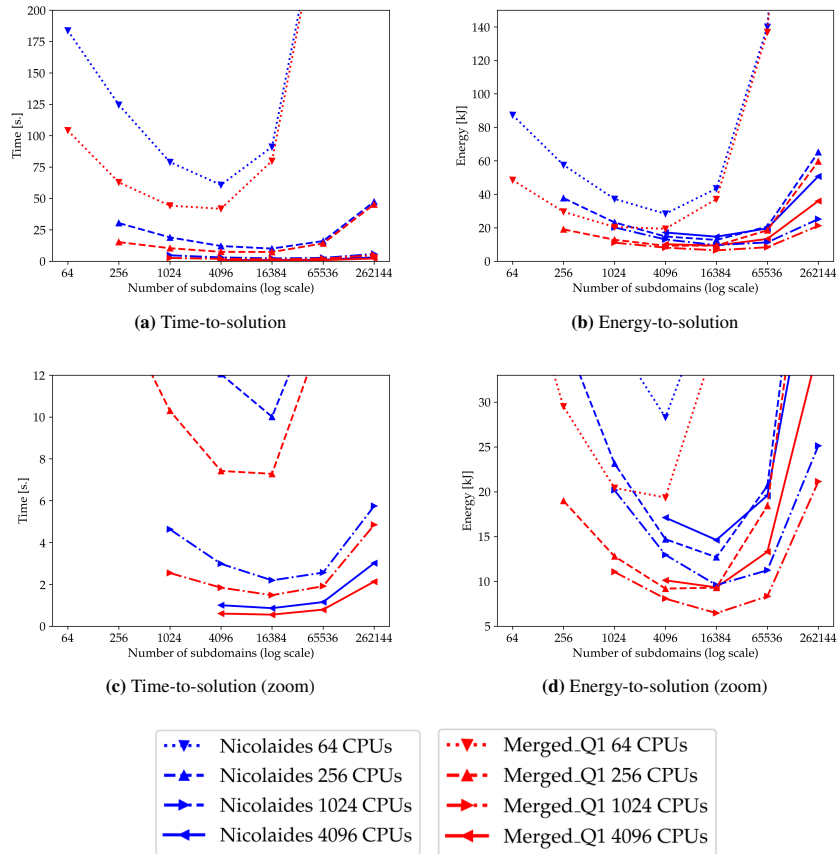 200
175
150
125
100
75
50
25
0
Time [s.]
64 256 1024 4096 16384 65536 262144
Number of subdomains (log scale)
(a) Time-to-solution
140
120
100
80
60
40
20
0
Energy [kJ]
64 256 1024 4096 16384 65536 262144
Number of subdomains (log scale)
(b) Energy-to-solution
12
10
8
6
4
2
0
Time [s.]
64 256 1024 4096 16384 65536 262144
Number of subdomains (log scale)
(c) Time-to-solution (zoom)
30
25
20
15
10
5
Energy [kJ]
64 256 1024 4096 16384 65536 262144
Number of subdomains (log scale)
(d) Energy-to-solution (zoom)
Nicolaides 64 CPUs
Nicolaides 256 CPUs
Nicolaides 1024 CPUs
Nicolaides 4096 CPUs
Merged_Q1 64 CPUs
Merged_Q1 256 CPUs
Merged_Q1 1024 CPUs
Merged_Q1 4096 CPUs